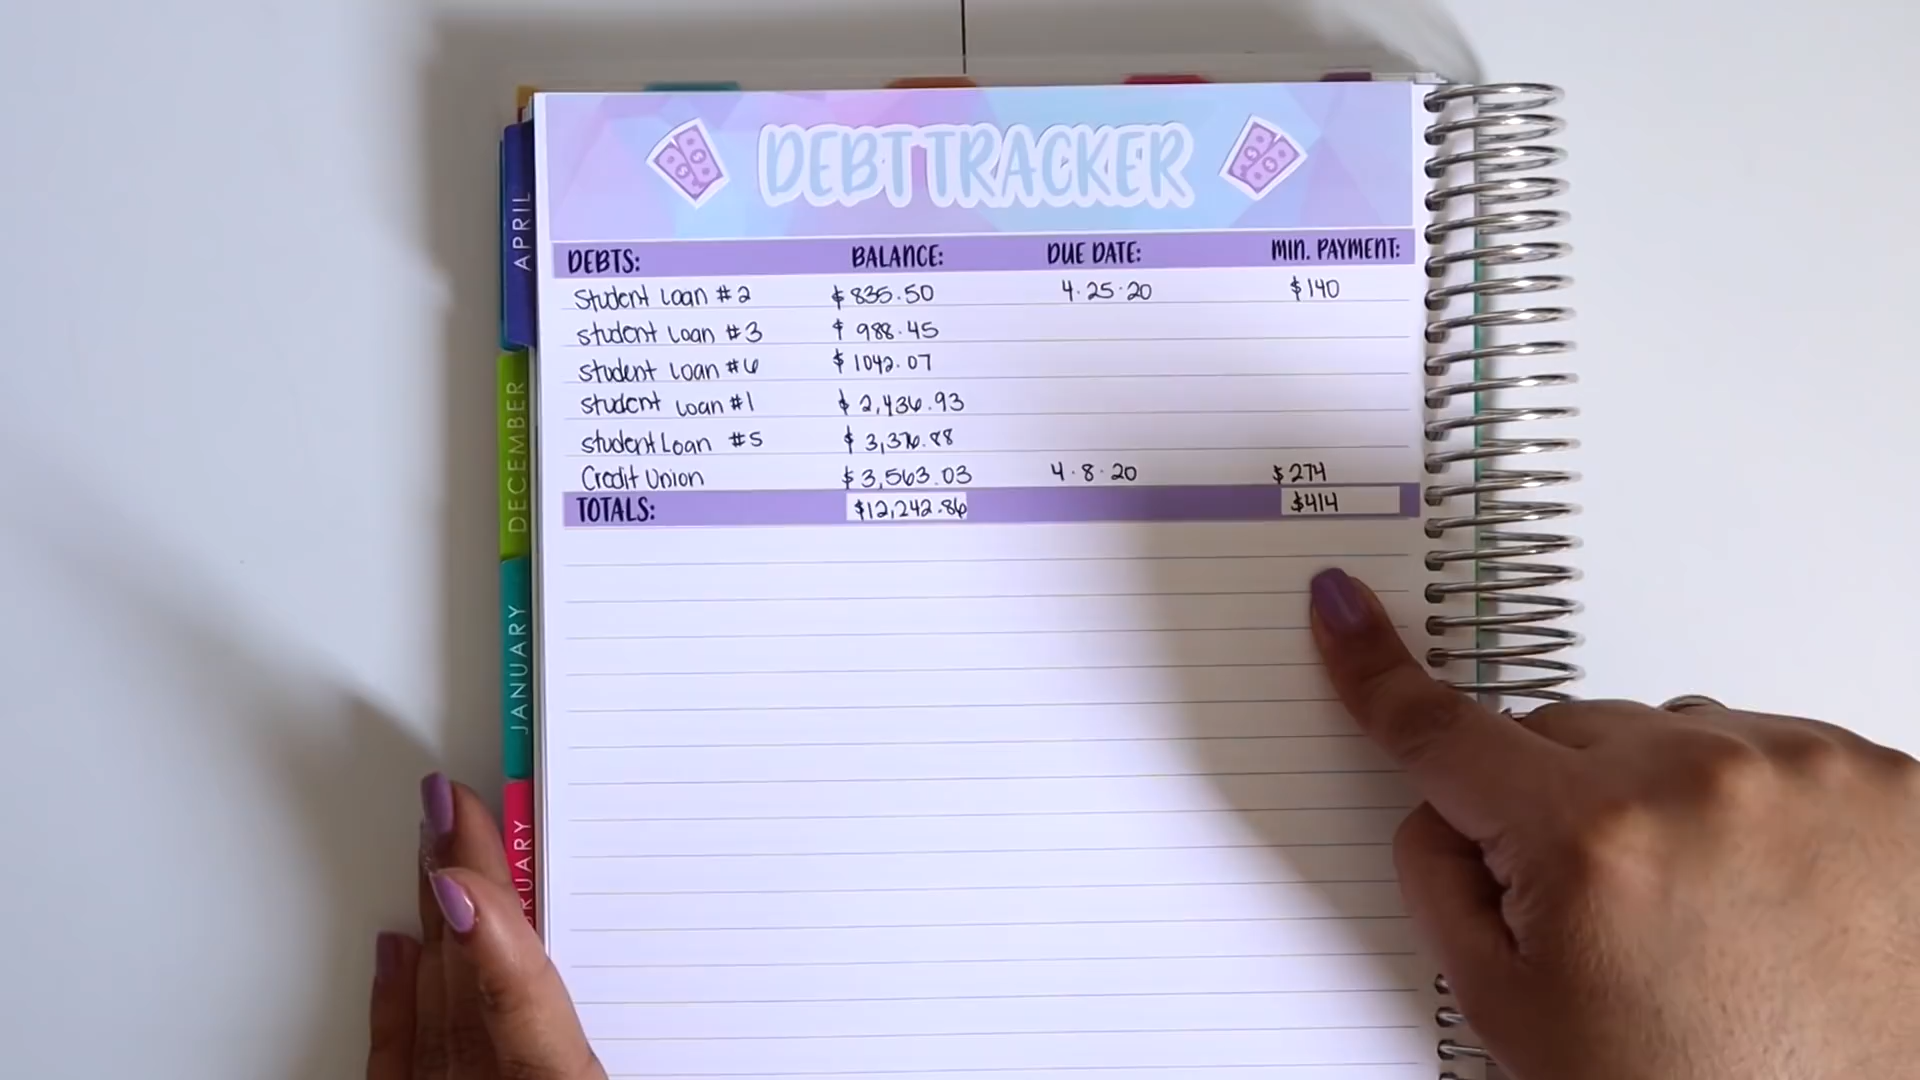 DEBT TRACKER
DEBTS: BALANCE: DUE DATE: MIN. PAYMENT:
Student Loan #2 $835.50 4.25.20 $140
student Loan #3 $988.45
student Loan #6 $1042.07
student Loan #1 $2,436.93
student Loan #5 $3,376.88
Credit Union $3,563.03 4.8.20 $274
TOTALS: $12,242.86 $414
APRIL
DECEMBER
JANUARY
RUARY